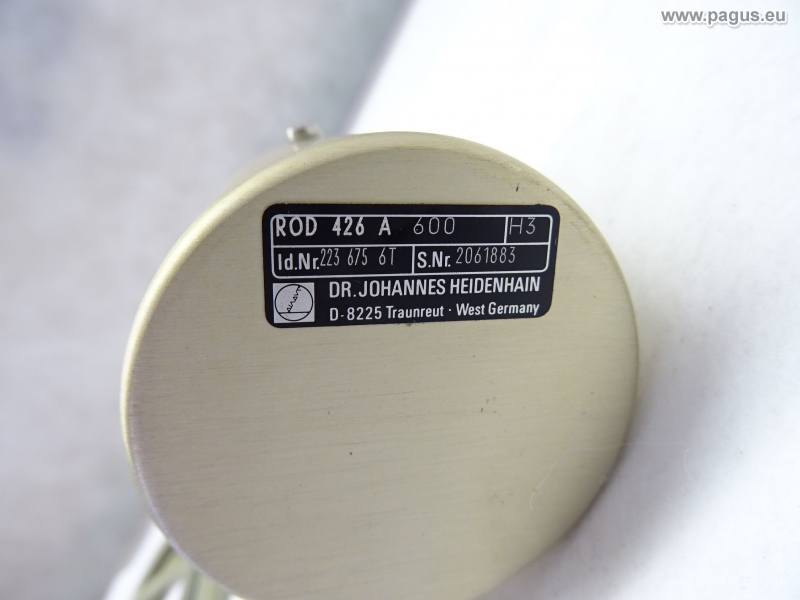 www.pagus.eu
ROD 426 A 600 H3
Id.Nr. 223 675 6T S.Nr. 2061883
DR. JOHANNES HEIDENHAIN
D-8225 Traunreut · West Germany